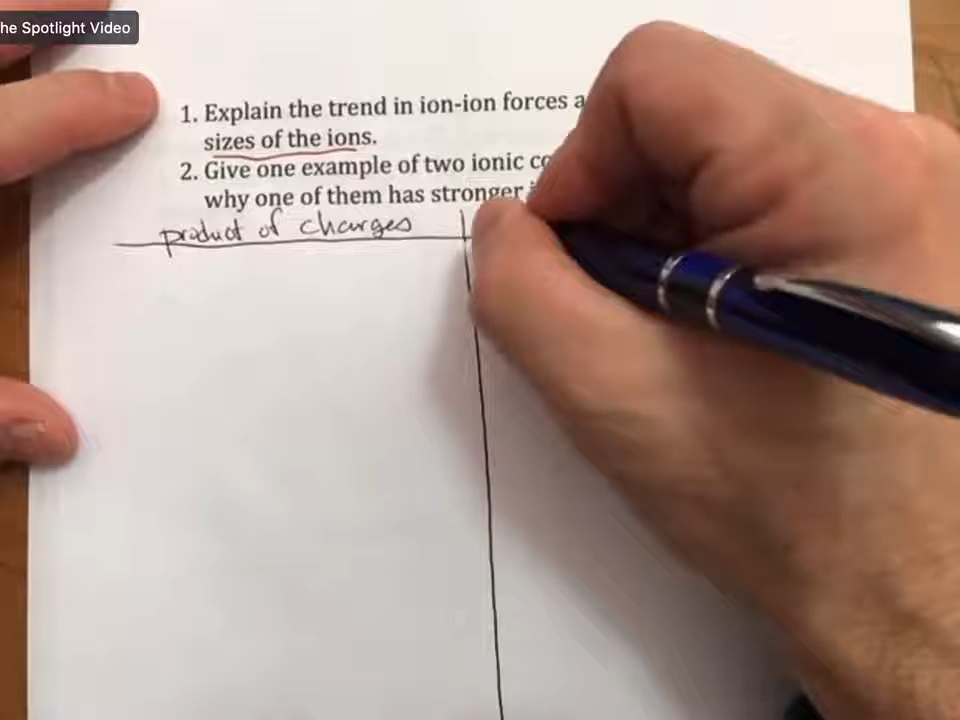 he Spotlight Video
1. Explain the trend in ion-ion forces a
sizes of the ions.
2. Give one example of two ionic co
why one of them has stronger
product of charges